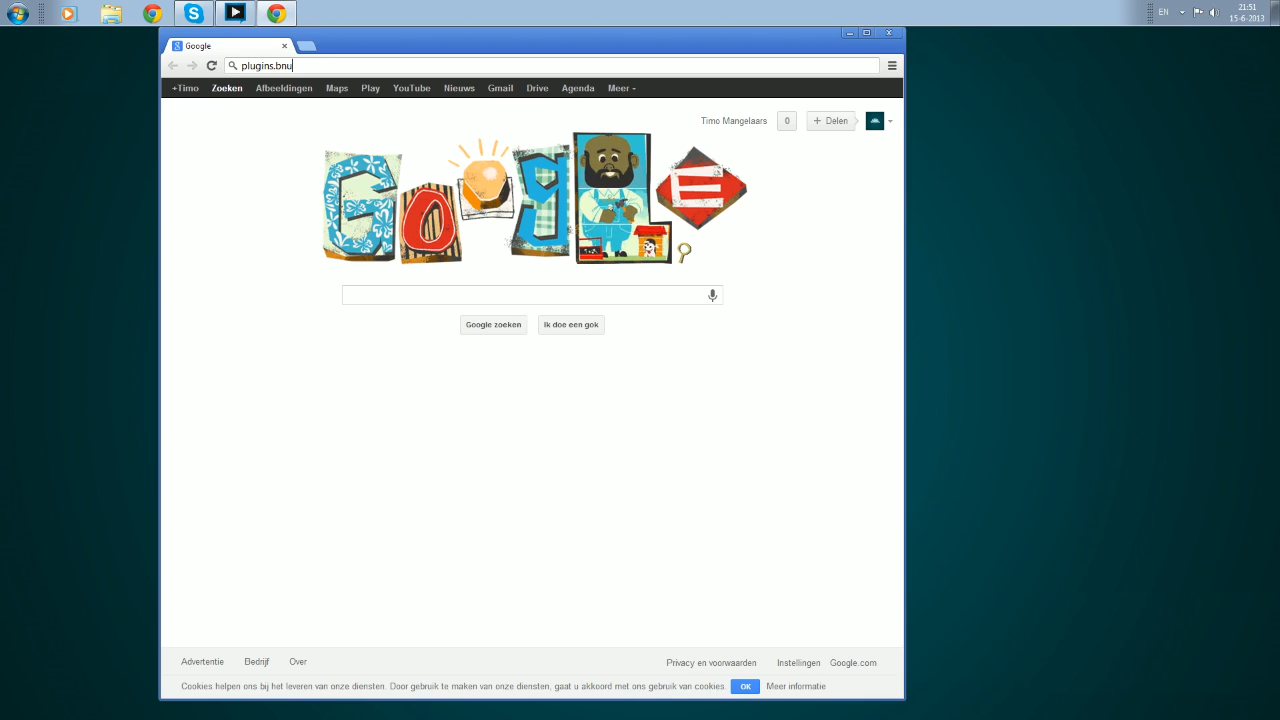 EN
21:51
15-6-2013
Google
plugins.bnu
+Timo Zoeken Afbeeldingen Maps Play YouTube Nieuws Gmail Drive Agenda Meer
Timo Mangelaars 0 + Delen
GOOGLE
Google zoeken Ik doe een gok
Advertentie Bedrijf Over Privacy en voorwaarden Instellingen Google.com
Cookies helpen ons bij het leveren van onze diensten. Door gebruik te maken van onze diensten, gaat u akkoord met ons gebruik van cookies. OK Meer informatie